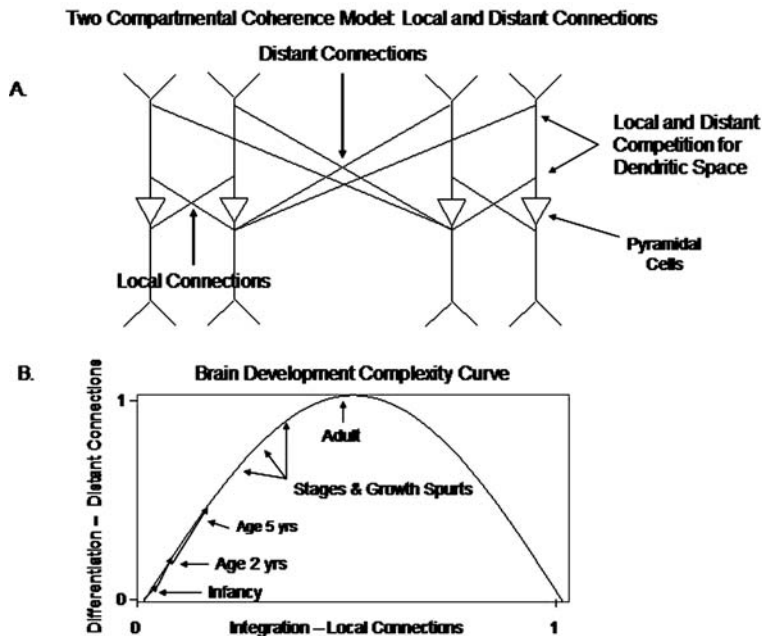 Two Compartmental Coherence Model: Local and Distant Connections
Distant Connections
A.
Local and Distant
Competition for
Dendritic Space
Pyramidal
Cells
Local Connections
B.
Brain Development Complexity Curve
Differentiation – Distant Connections
1
Adult
Stages & Growth Spurts
Age 5 yrs
Age 2 yrs
Infancy
0
0
Integration – Local Connections
1